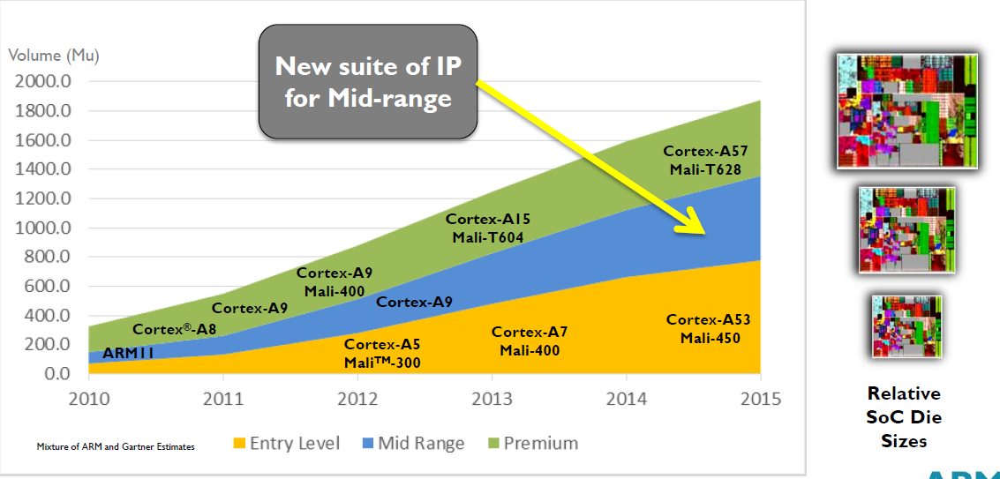 Volume (Mu)
New suite of IP
for Mid-range
2000.0
1800.0
1600.0
1400.0
1200.0
1000.0
800.0
600.0
400.0
200.0
0.0
Cortex-A57
Mali-T628
Cortex-A15
Mali-T604
Cortex-A9
Mali-400
Cortex-A9
Cortex-A9
Cortex®-A8
ARM11
Cortex-A5
Mali™-300
Cortex-A7
Mali-400
Cortex-A53
Mali-450
2010 2011 2012 2013 2014 2015
Mixture of ARM and Gartner Estimates
Entry Level Mid Range Premium
Relative
SoC Die
Sizes
ARM